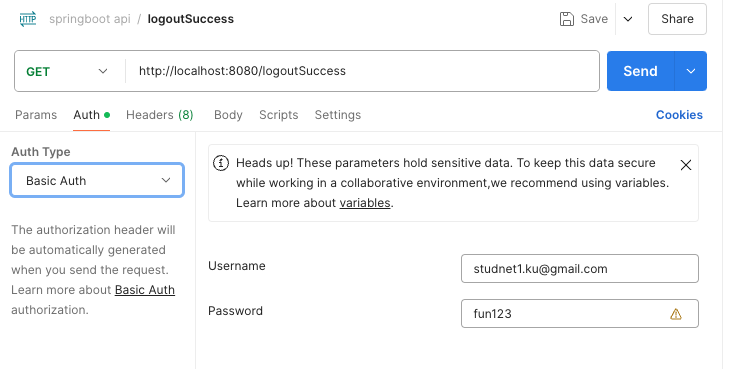 HTTP springboot api / logoutSuccess Save Share
GET http://localhost:8080/logoutSuccess Send
Params Auth Headers (8) Body Scripts Settings Cookies
Auth Type
Basic Auth
The authorization header will
be automatically generated
when you send the request.
Learn more about Basic Auth
authorization.
Heads up! These parameters hold sensitive data. To keep this data secure
while working in a collaborative environment,we recommend using variables.
Learn more about variables.
Username studnet1.ku@gmail.com
Password fun123